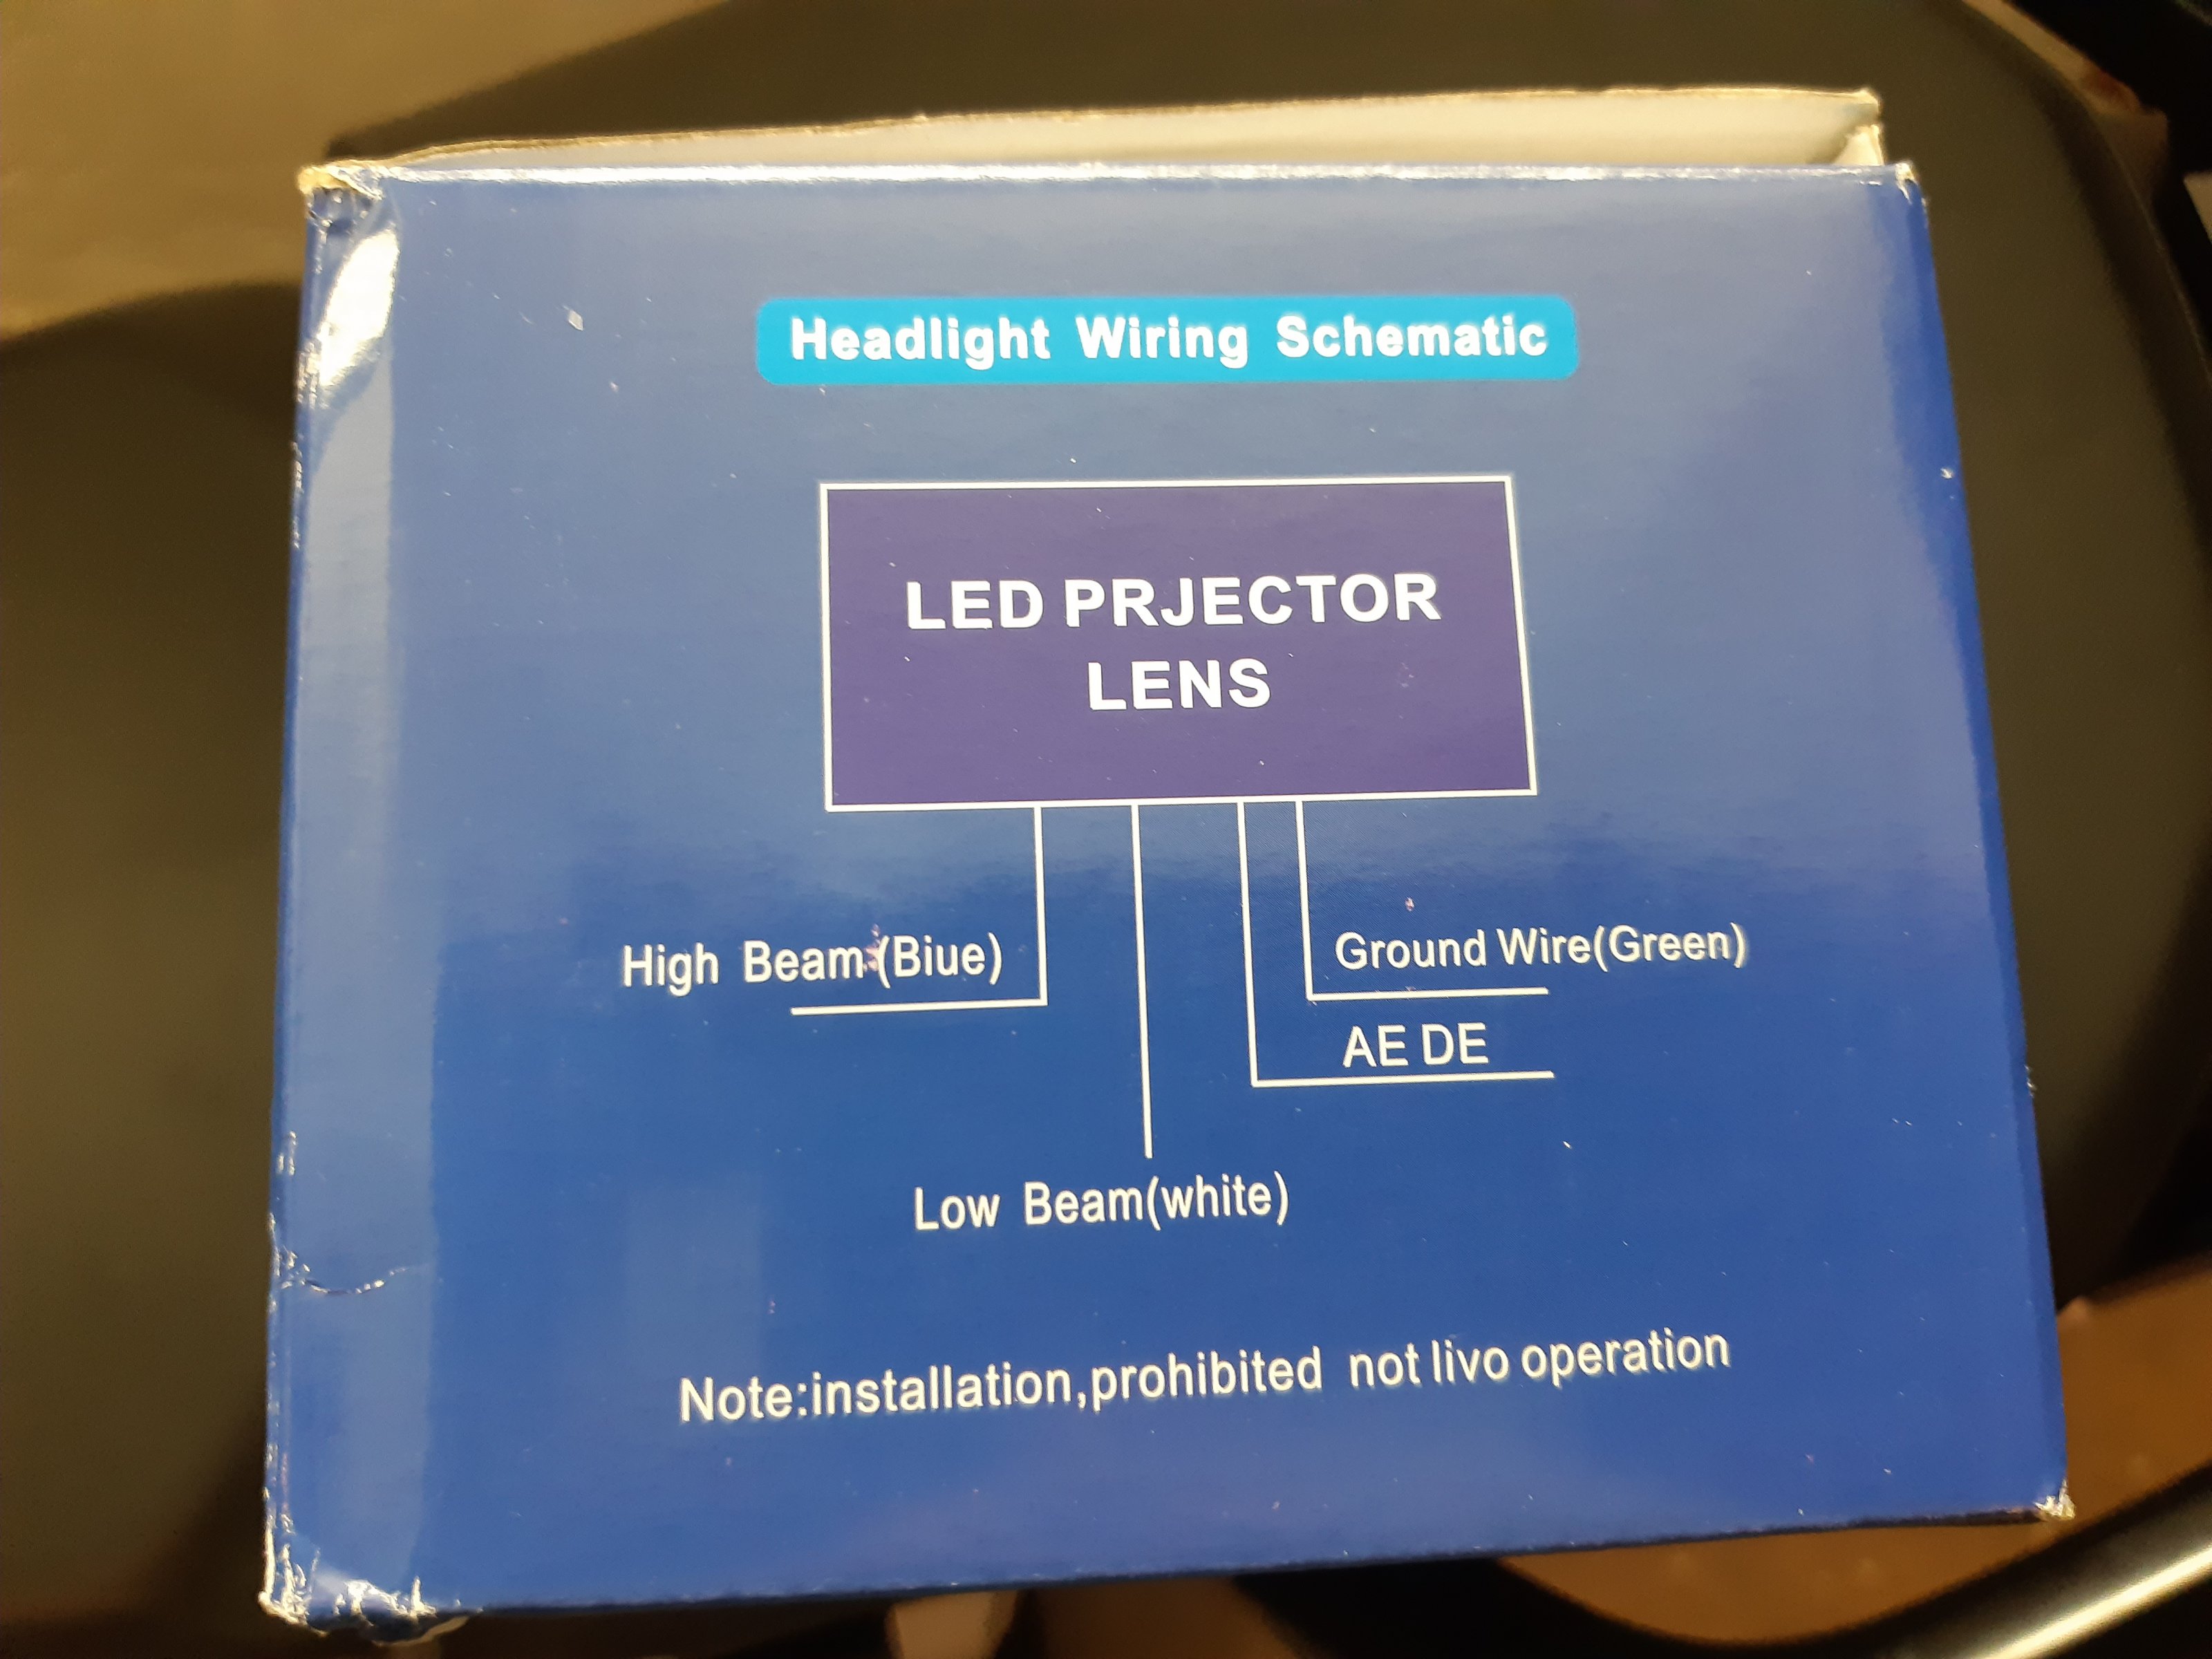 Headlight Wiring Schematic
LED PRJECTOR
LENS
High Beam (Biue)
Ground Wire(Green)
AE DE
Low Beam(white)
Note:installation,prohibited not livo operation